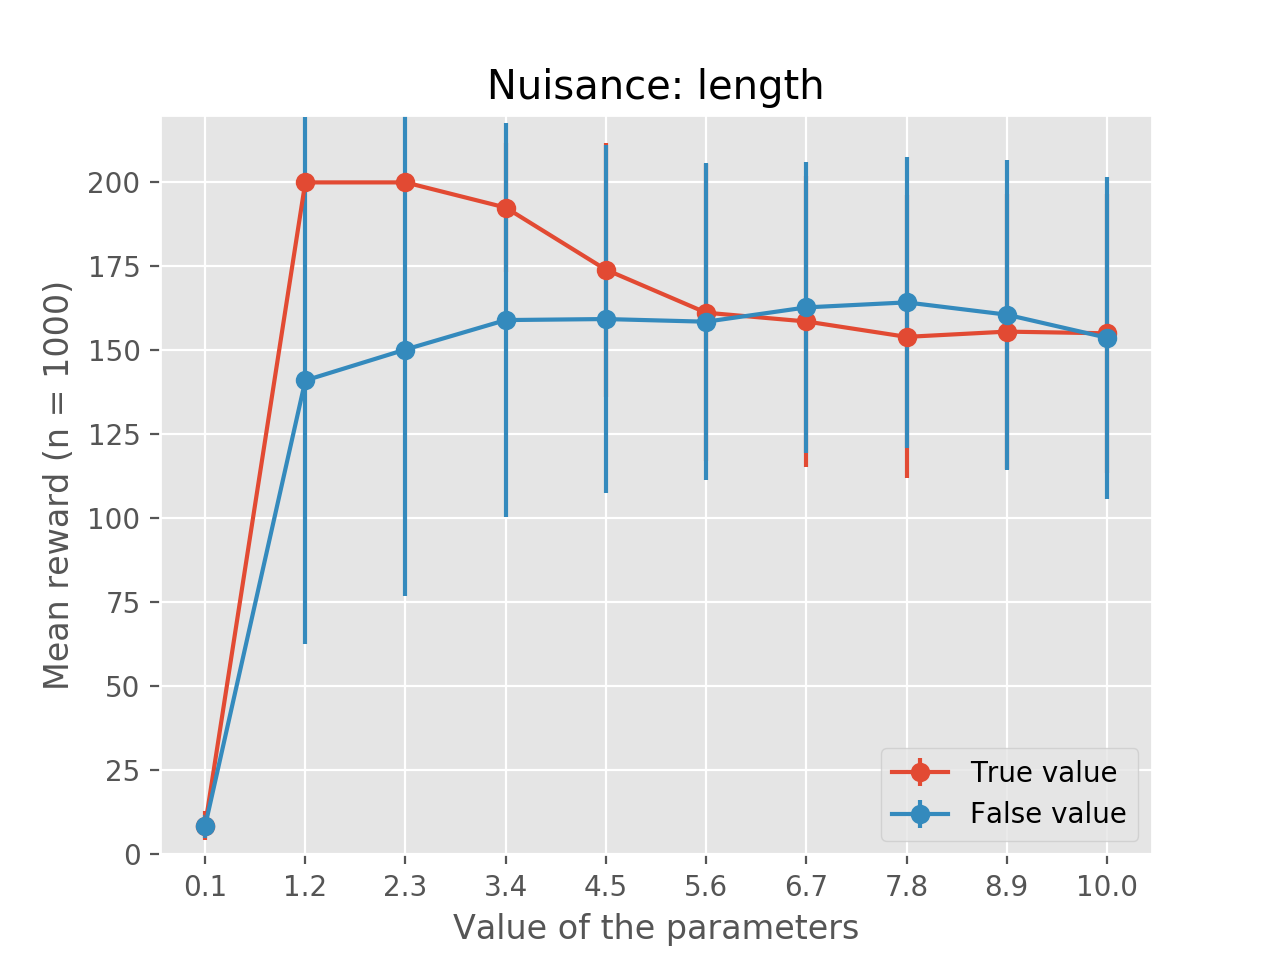 Nuisance: length
Mean reward (n = 1000)
200
175
150
125
100
75
50
25
0
True value
False value
0.1 1.2 2.3 3.4 4.5 5.6 6.7 7.8 8.9 10.0
Value of the parameters